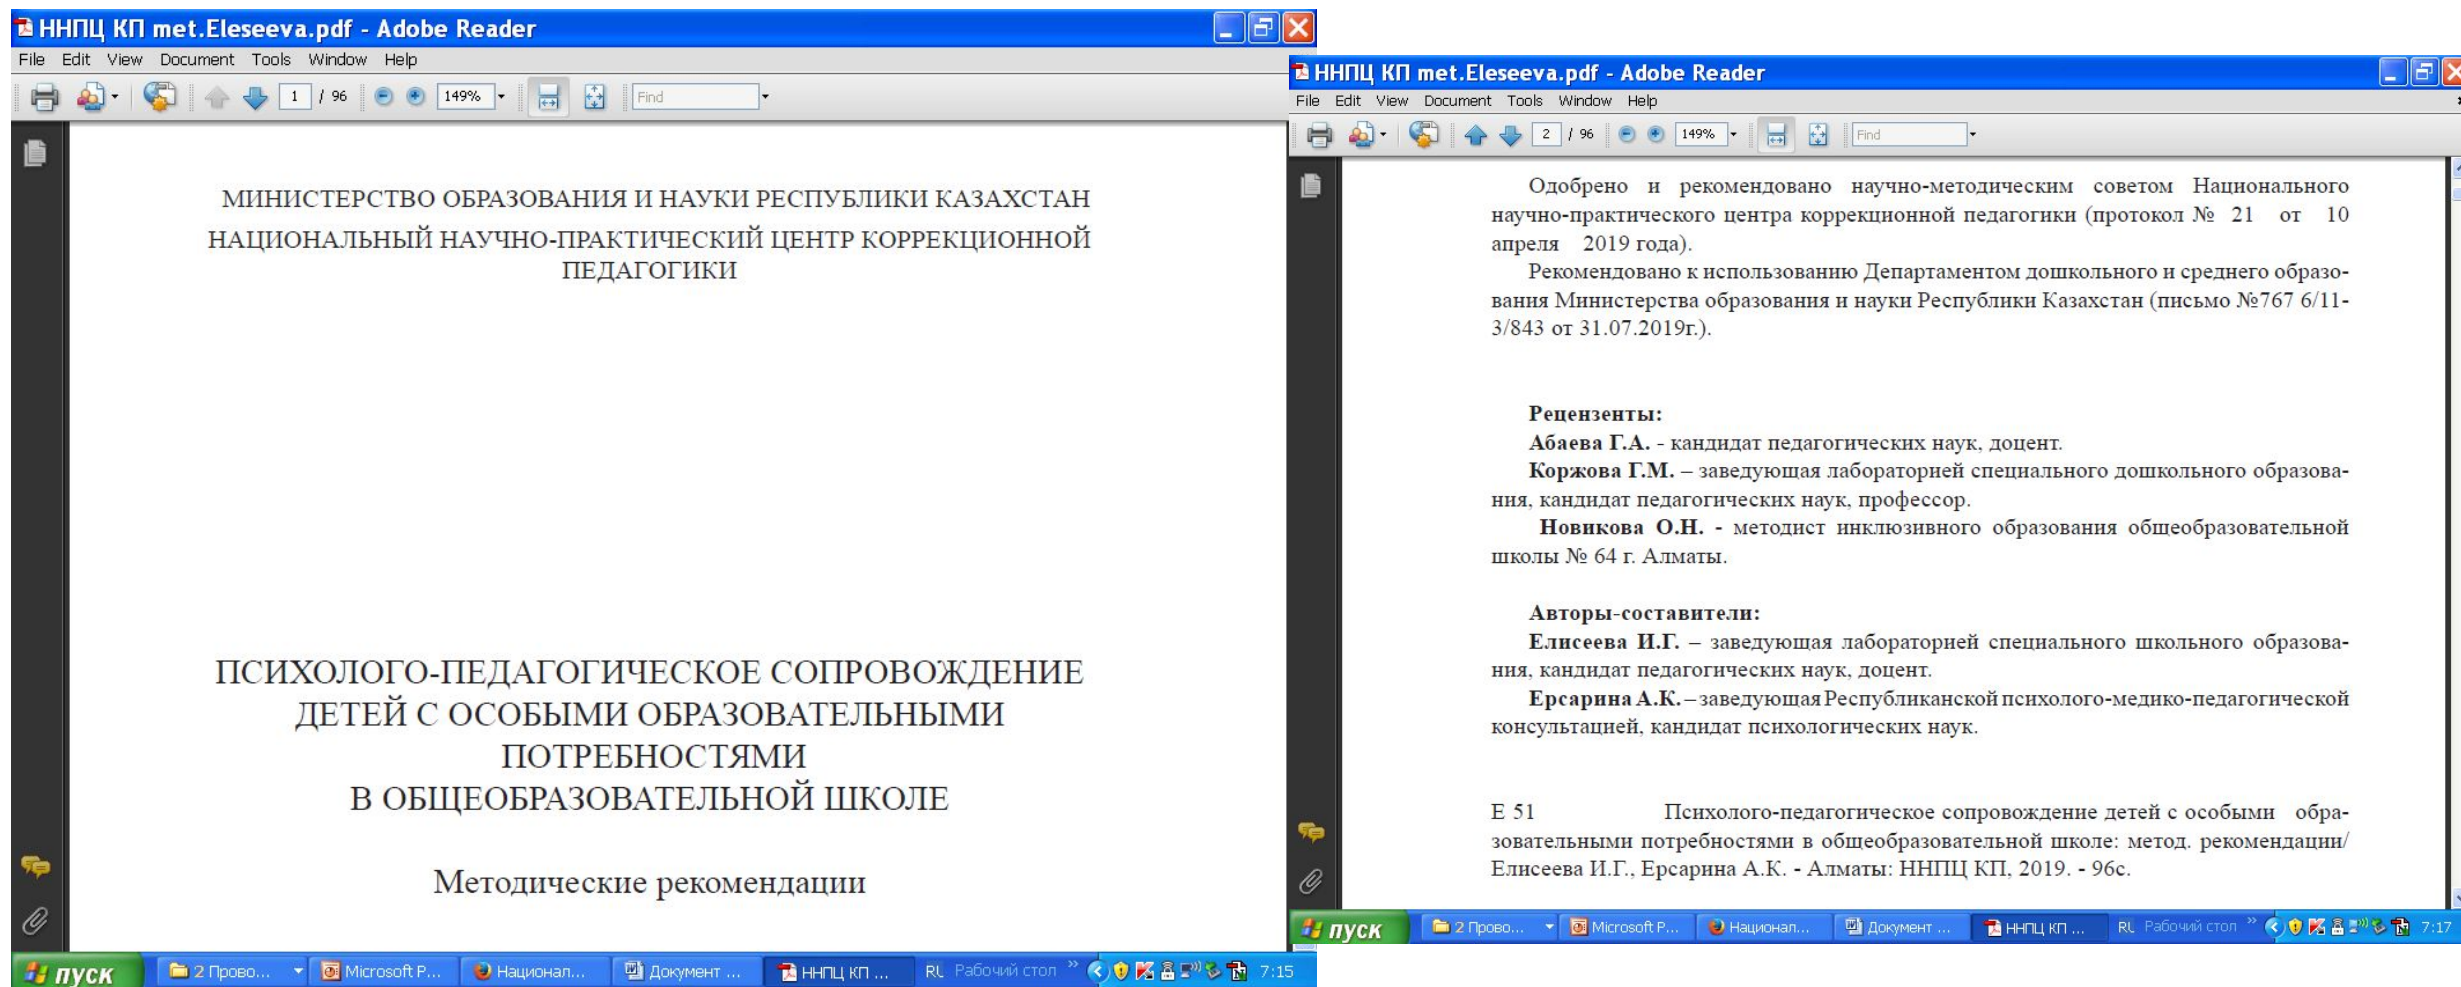 ННПЦ КП met.Eleseeva.pdf - Adobe Reader
File Edit View Document Tools Window Help
1 / 96 149% Find
МИНИСТЕРСТВО ОБРАЗОВАНИЯ И НАУКИ РЕСПУБЛИКИ КАЗАХСТАН
НАЦИОНАЛЬНЫЙ НАУЧНО-ПРАКТИЧЕСКИЙ ЦЕНТР КОРРЕКЦИОННОЙ
ПЕДАГОГИКИ
ПСИХОЛОГО-ПЕДАГОГИЧЕСКОЕ СОПРОВОЖДЕНИЕ
ДЕТЕЙ С ОСОБЫМИ ОБРАЗОВАТЕЛЬНЫМИ
ПОТРЕБНОСТЯМИ
В ОБЩЕОБРАЗОВАТЕЛЬНОЙ ШКОЛЕ
Методические рекомендации
пуск 2 Прово... Microsoft P... Национал... Документ ... ННПЦ КП ... RU Рабочий стол » 7:15
ННПЦ КП met.Eleseeva.pdf - Adobe Reader
File Edit View Document Tools Window Help
2 / 96 149% Find
Одобрено и рекомендовано научно-методическим советом Национального
научно-практического центра коррекционной педагогики (протокол № 21 от 10
апреля 2019 года).
Рекомендовано к использованию Департаментом дошкольного и среднего образо-
вания Министерства образования и науки Республики Казахстан (письмо №767 6/11-
3/843 от 31.07.2019г.).
Рецензенты:
Абаева Г.А. - кандидат педагогических наук, доцент.
Коржова Г.М. – заведующая лабораторией специального дошкольного образова-
ния, кандидат педагогических наук, профессор.
Новикова О.Н. - методист инклюзивного образования общеобразовательной
школы № 64 г. Алматы.
Авторы-составители:
Елисеева И.Г. – заведующая лабораторией специального школьного образова-
ния, кандидат педагогических наук, доцент.
Ерсарина А.К. – заведующая Республиканской психолого-медико-педагогической
консультацией, кандидат психологических наук.
Е 51 Психолого-педагогическое сопровождение детей с особыми обра-
зовательными потребностями в общеобразовательной школе: метод. рекомендации/
Елисеева И.Г., Ерсарина А.К. - Алматы: ННПЦ КП, 2019. - 96с.
пуск 2 Прово... Microsoft P... Национал... Документ ... ННПЦ КП ... RU Рабочий стол » 7:17